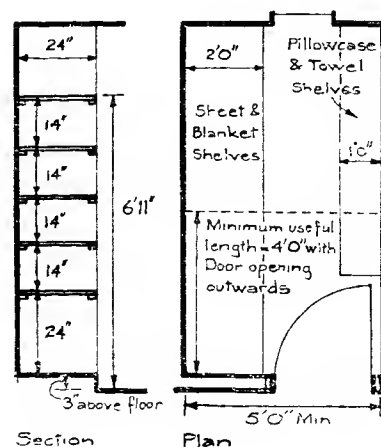 24"
14"
14"
14"
14"
24"
6'11"
3" above floor
Section
2'0"
Pillowcase
& Towel
Shelves
Sheet &
Blanket
Shelves
1'0"
Minimum useful
length = 4'0" with
Door opening
outwards
5'0" Min
Plan